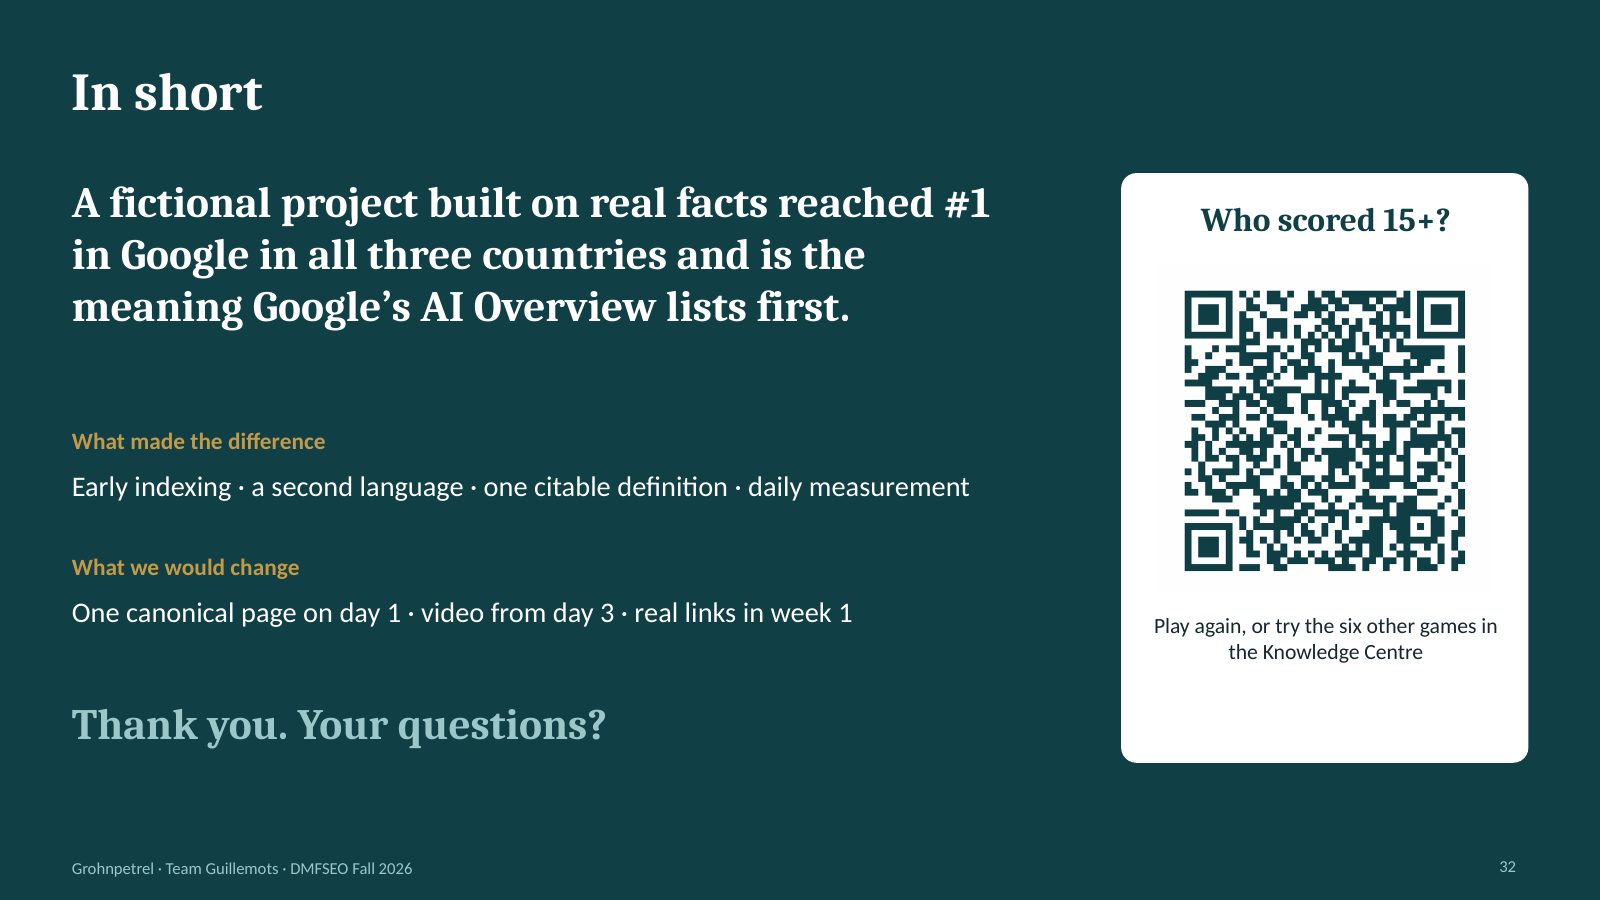 In short
A fictional project built on real facts reached #1
in Google in all three countries and is the
meaning Google’s AI Overview lists first.
What made the difference
Early indexing · a second language · one citable definition · daily measurement
What we would change
One canonical page on day 1 · video from day 3 · real links in week 1
Thank you. Your questions?
Who scored 15+?
Play again, or try the six other games in
the Knowledge Centre
Grohnpetrel · Team Guillemots · DMFSEO Fall 2026
32